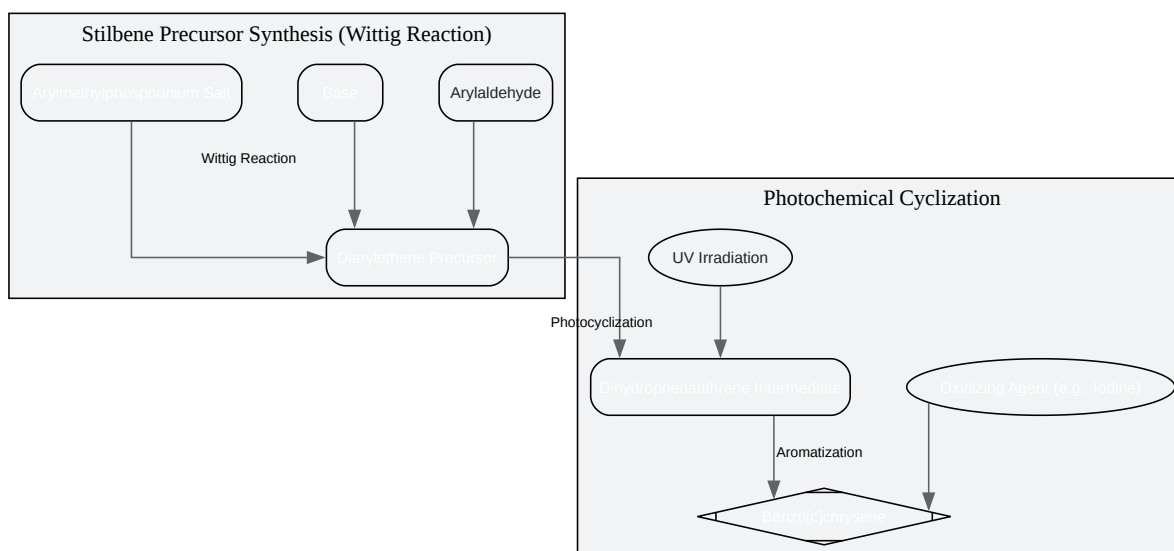 Stilbene Precursor Synthesis (Wittig Reaction)
Arylmethylphosphonium Salt
Base
Arylaldehyde
Wittig Reaction
Diarylethene Precursor
Photochemical Cyclization
UV Irradiation
Photocyclization
Dihydrophenanthrene Intermediate
Oxidizing Agent (e.g., Iodine)
Aromatization
Benzo[c]chrysene